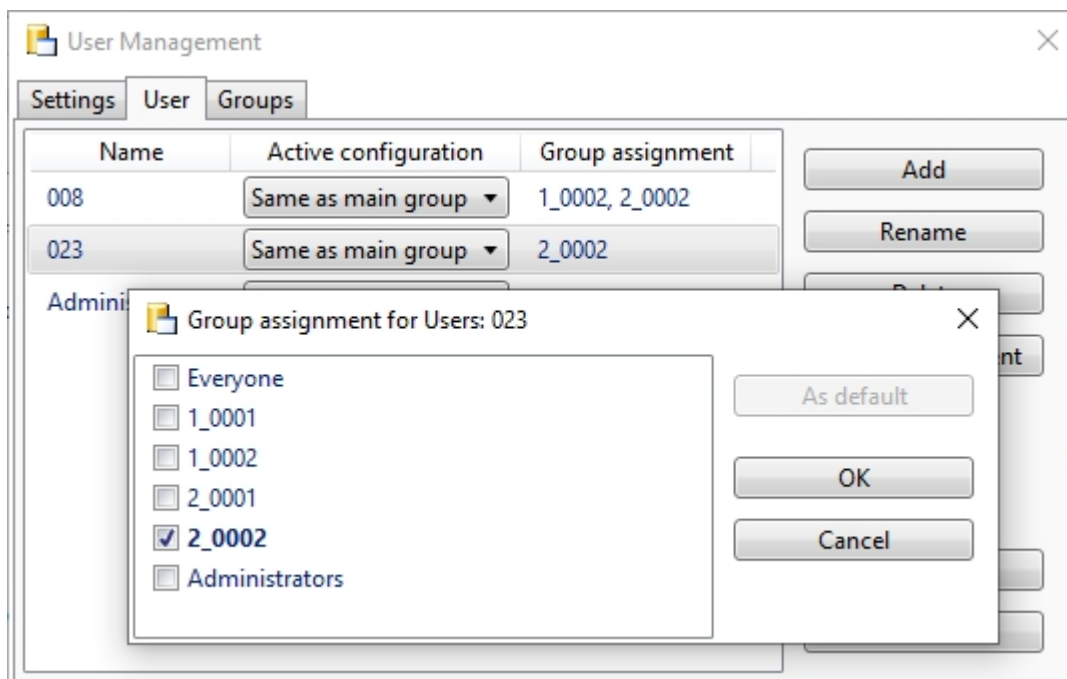 User Management
Settings User Groups
Name Active configuration Group assignment
008 Same as main group 1_0002, 2_0002
023 Same as main group 2_0002
Add
Rename
Group assignment for Users: 023
Everyone
1_0001
1_0002
2_0001
2_0002
Administrators
As default
OK
Cancel